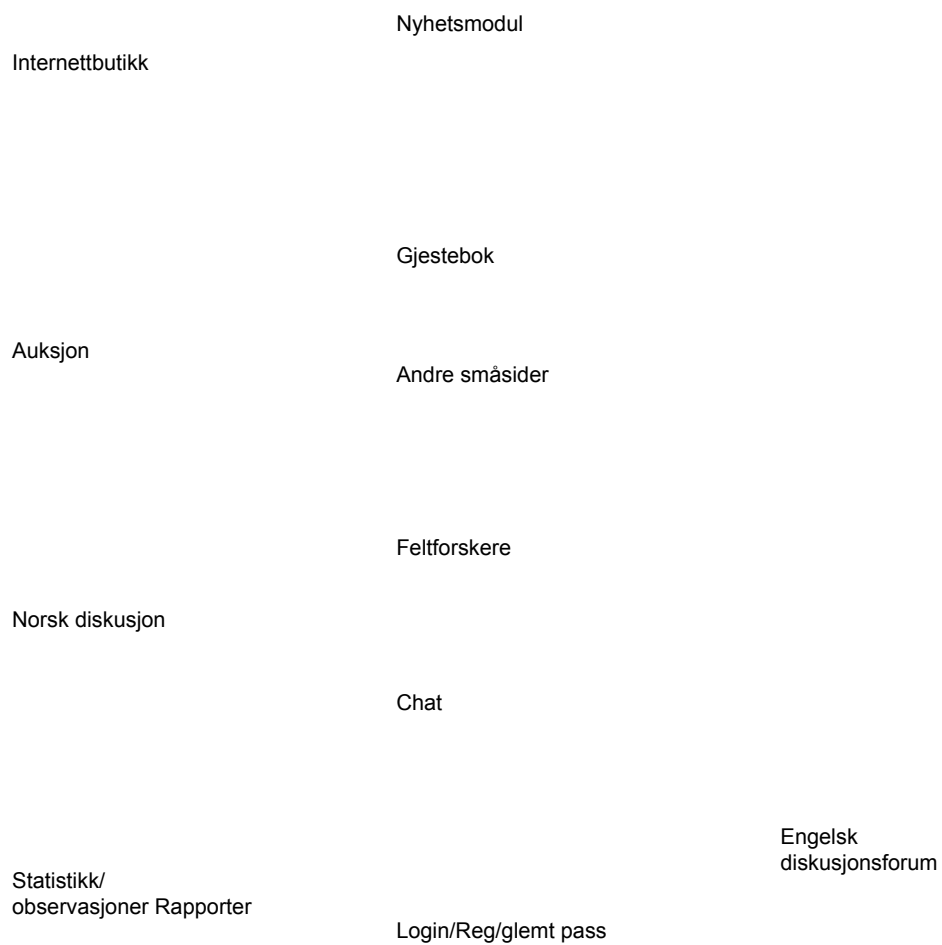 Nyhetsmodul
Internettbutikk
Gjestebok
Auksjon
Andre småsider
Feltforskere
Norsk diskusjon
Chat
Engelsk
diskusjonsforum
Statistikk/
observasjoner Rapporter
Login/Reg/glemt pass